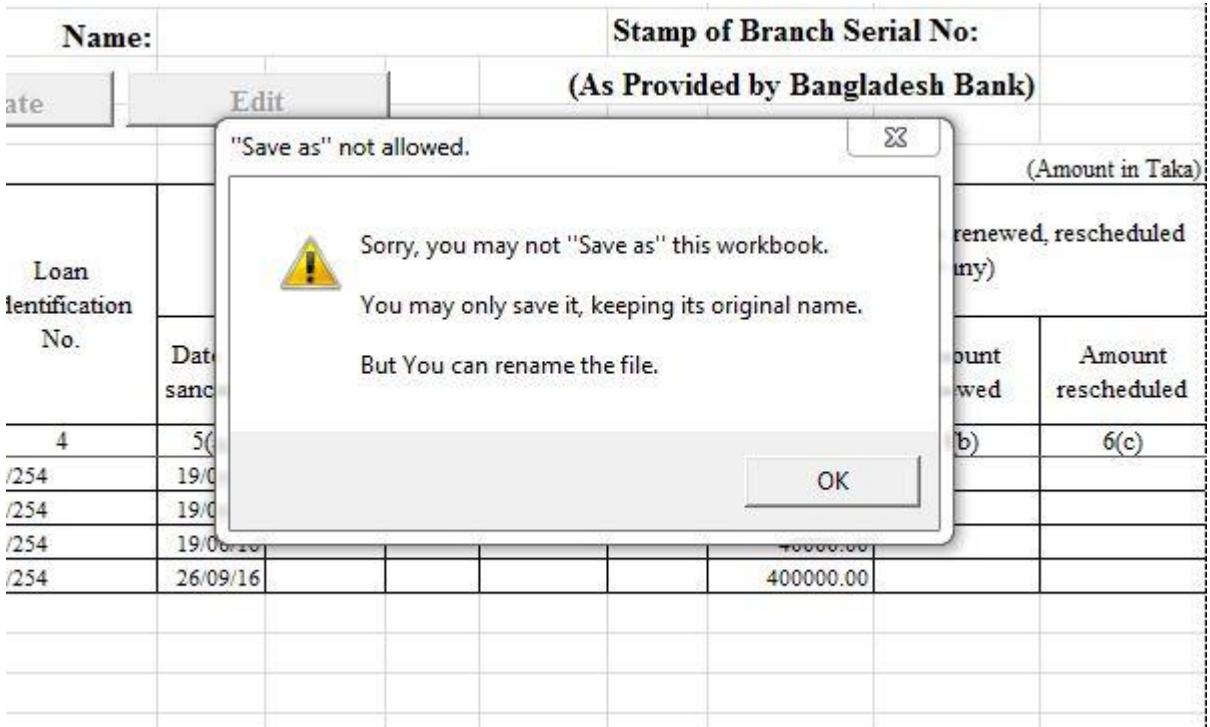 Name:
Stamp of Branch Serial No:
(As Provided by Bangladesh Bank)
Edit
"Save as" not allowed.
(Amount in Taka)
Sorry, you may not "Save as" this workbook.
You may only save it, keeping its original name.
But You can rename the file.
OK
renewed, rescheduled
Loan
No.
Amount
rescheduled
4
6(c)
/254
/254
/254
/254
26/09/16
400000.00